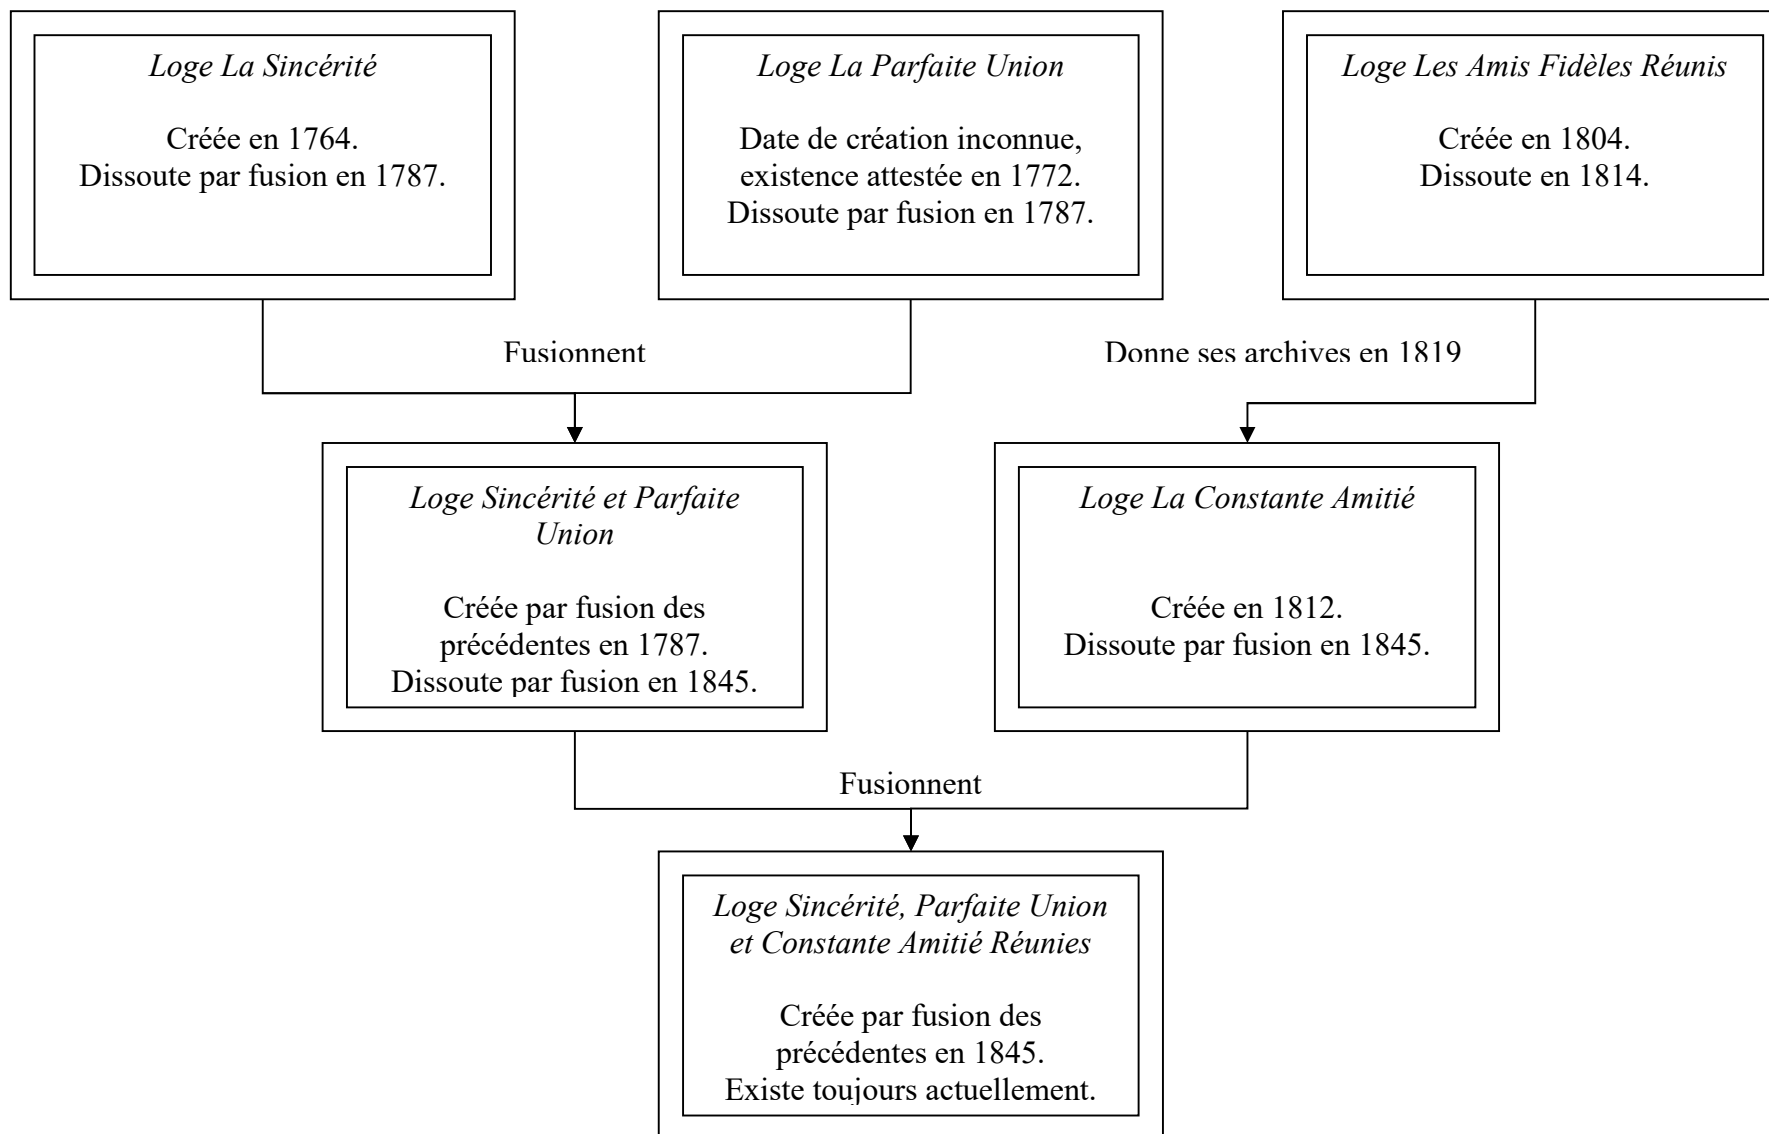 Loge La Sincérité
Créée en 1764.
Dissoute par fusion en 1787.
Loge La Parfaite Union
Date de création inconnue,
existence attestée en 1772.
Dissoute par fusion en 1787.
Loge Les Amis Fidèles Réunis
Créée en 1804.
Dissoute en 1814.
Fusionnent
Donne ses archives en 1819
Loge Sincérité et Parfaite
Union
Créée par fusion des
précédentes en 1787.
Dissoute par fusion en 1845.
Loge La Constante Amitié
Créée en 1812.
Dissoute par fusion en 1845.
Fusionnent
Loge Sincérité, Parfaite Union
et Constante Amitié Réunies
Créée par fusion des
précédentes en 1845.
Existe toujours actuellement.